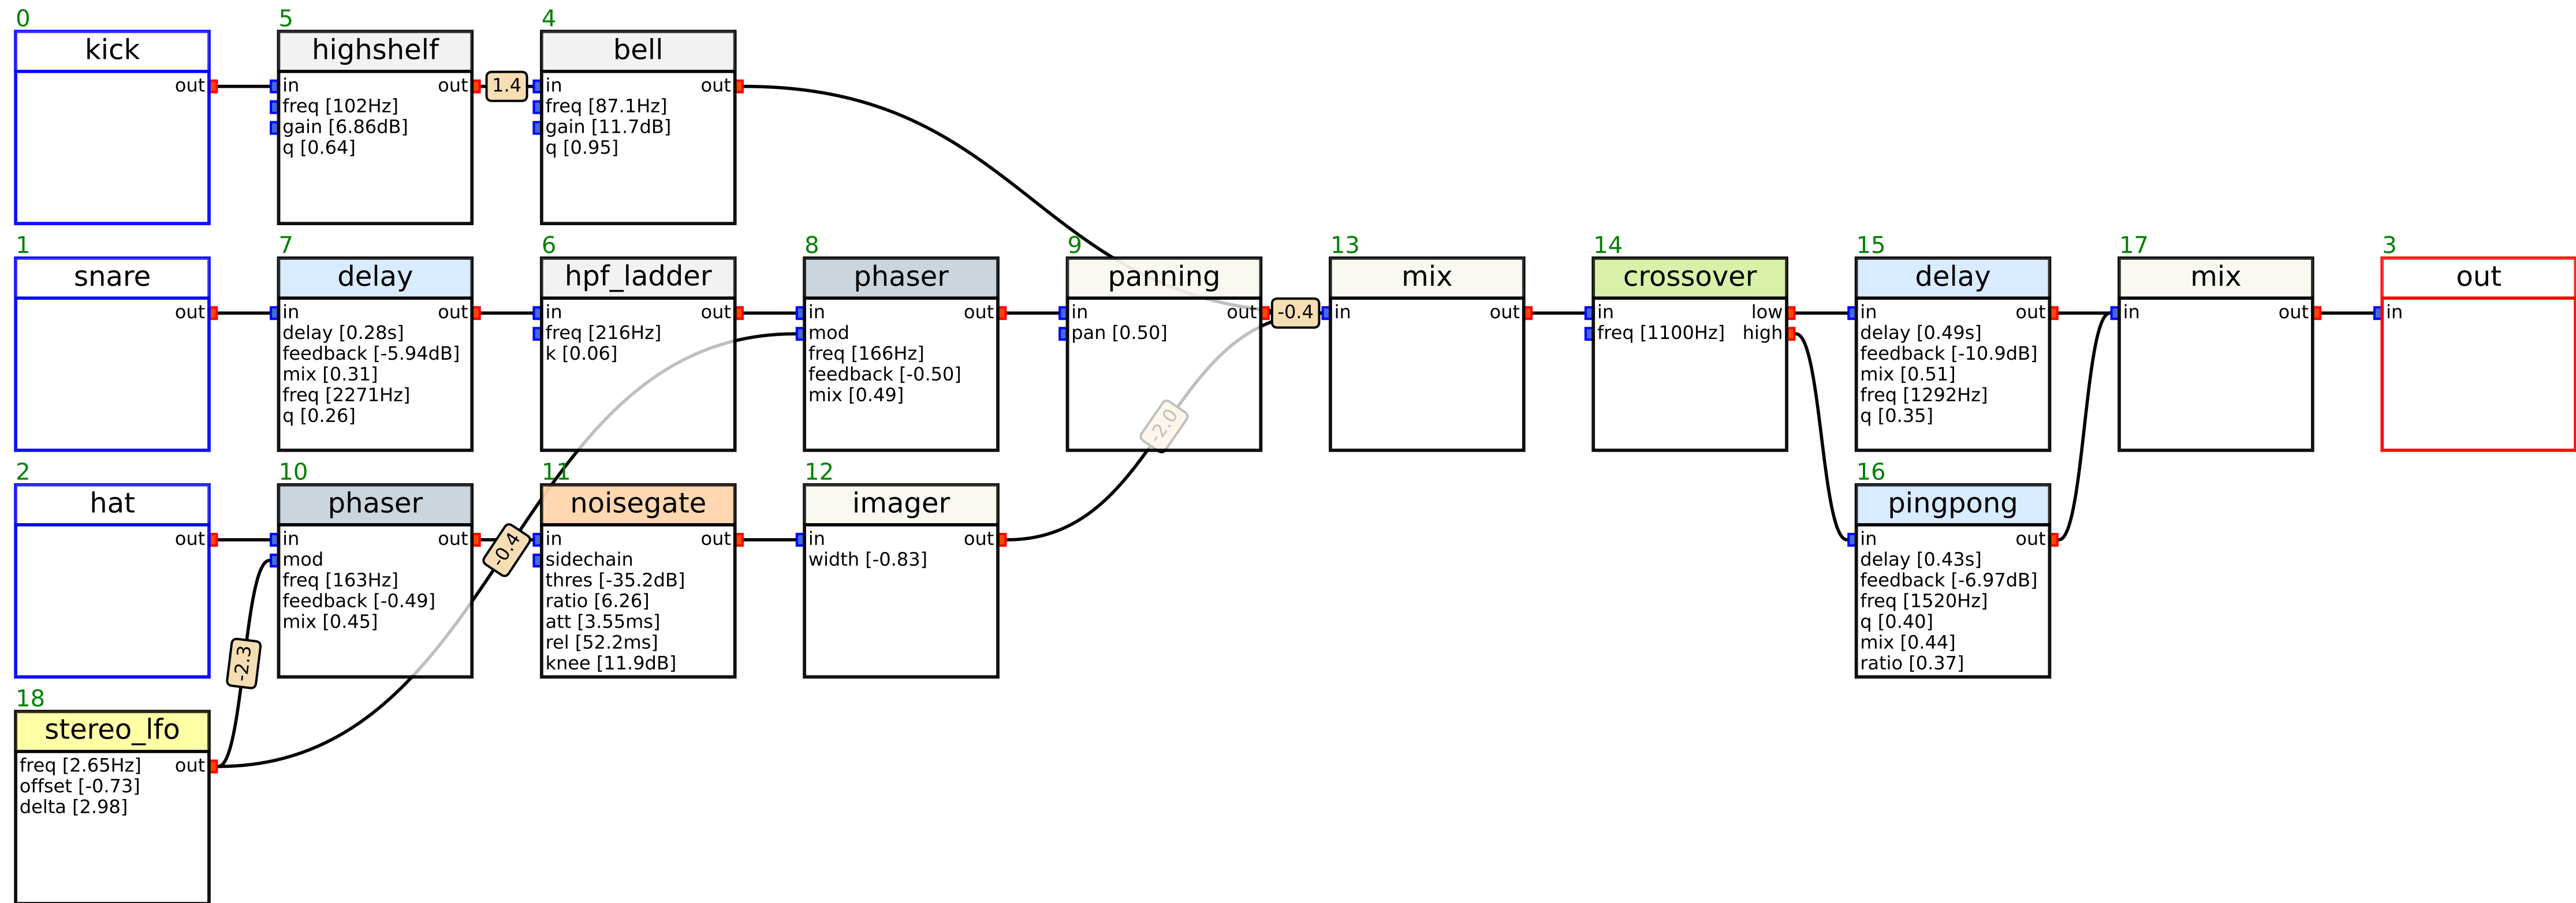 0
kick
out
5
highshelf
in out
freq [102Hz]
gain [6.86dB]
q [0.64]
1.4
4
bell
in out
freq [87.1Hz]
gain [11.7dB]
q [0.95]
1
snare
out
7
delay
in out
delay [0.28s]
feedback [-5.94dB]
mix [0.31]
freq [2271Hz]
q [0.26]
6
hpf_ladder
in out
freq [216Hz]
k [0.06]
8
phaser
in out
mod
freq [166Hz]
feedback [-0.50]
mix [0.49]
9
panning
in out
pan [0.50]
-0.4
-2.0
13
mix
in out
14
crossover
in low
freq [1100Hz] high
15
delay
in out
delay [0.49s]
feedback [-10.9dB]
mix [0.51]
freq [1292Hz]
q [0.35]
17
mix
in out
3
out
in
2
hat
out
10
phaser
in out
mod
freq [163Hz]
feedback [-0.49]
mix [0.45]
-2.3
-0.4
11
noisegate
in out
sidechain
thres [-35.2dB]
ratio [6.26]
att [3.55ms]
rel [52.2ms]
knee [11.9dB]
12
imager
in out
width [-0.83]
16
pingpong
in out
delay [0.43s]
feedback [-6.97dB]
freq [1520Hz]
q [0.40]
mix [0.44]
ratio [0.37]
18
stereo_lfo
freq [2.65Hz] out
offset [-0.73]
delta [2.98]